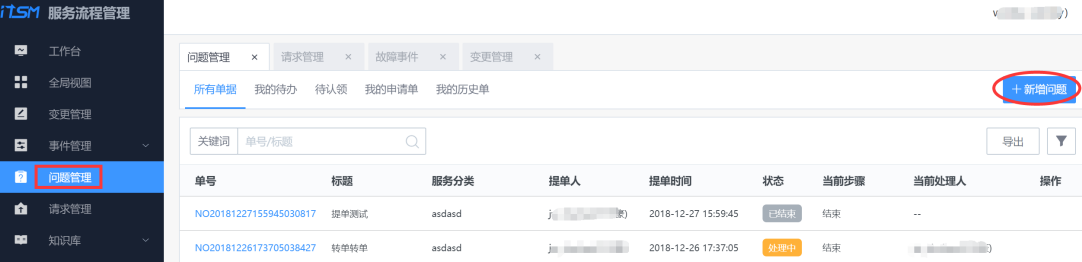 iTSM 服务流程管理
工作台
全局视图
变更管理
事件管理
问题管理
请求管理
知识库
问题管理 × 请求管理 × 故障事件 × 变更管理 ×
所有单据 我的待办 待认领 我的申请单 我的历史单
+ 新增问题
关键词 单号/标题 导出
单号 标题 服务分类 提单人 提单时间 状态 当前步骤 当前处理人 操作
NO20181227155945030817 提单测试 asdasd 2018-12-27 15:59:45 已结束 结束 --
NO20181226173705038427 转单转单 asdasd 2018-12-26 17:37:05 处理中 结束